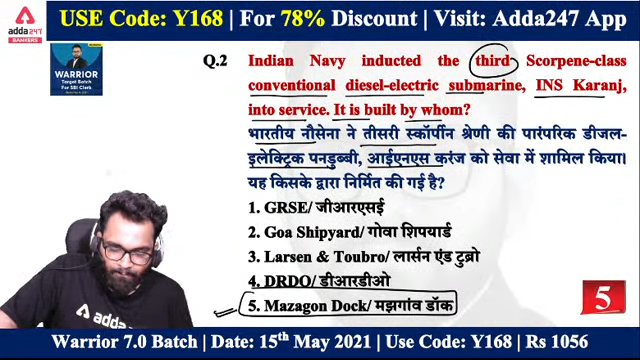 adda247
BANKERS
USE Code: Y168 | For 78% Discount | Visit: Adda247 App
WARRIOR
Target Batch
For SBI Clerk
Q.2 Indian Navy inducted the third Scorpene-class
conventional diesel-electric submarine, INS Karanj,
into service. It is built by whom?
भारतीय नौसेना ने तीसरी स्कॉर्पीन श्रेणी की पारंपरिक डीजल-
इलेक्ट्रिक पनडुब्बी, आईएनएस करंज को सेवा में शामिल किया।
यह किसके द्वारा निर्मित की गई है?
1. GRSE/ जीआरएसई
2. Goa Shipyard/ गोवा शिपयार्ड
3. Larsen & Toubro/ लार्सन एंड टुब्रो
4. DRDO/ डीआरडीओ
5. Mazagon Dock/ मझगांव डॉक
5
adda
Warrior 7.0 Batch | Date: 15th May 2021 | Use Code: Y168 | Rs 1056